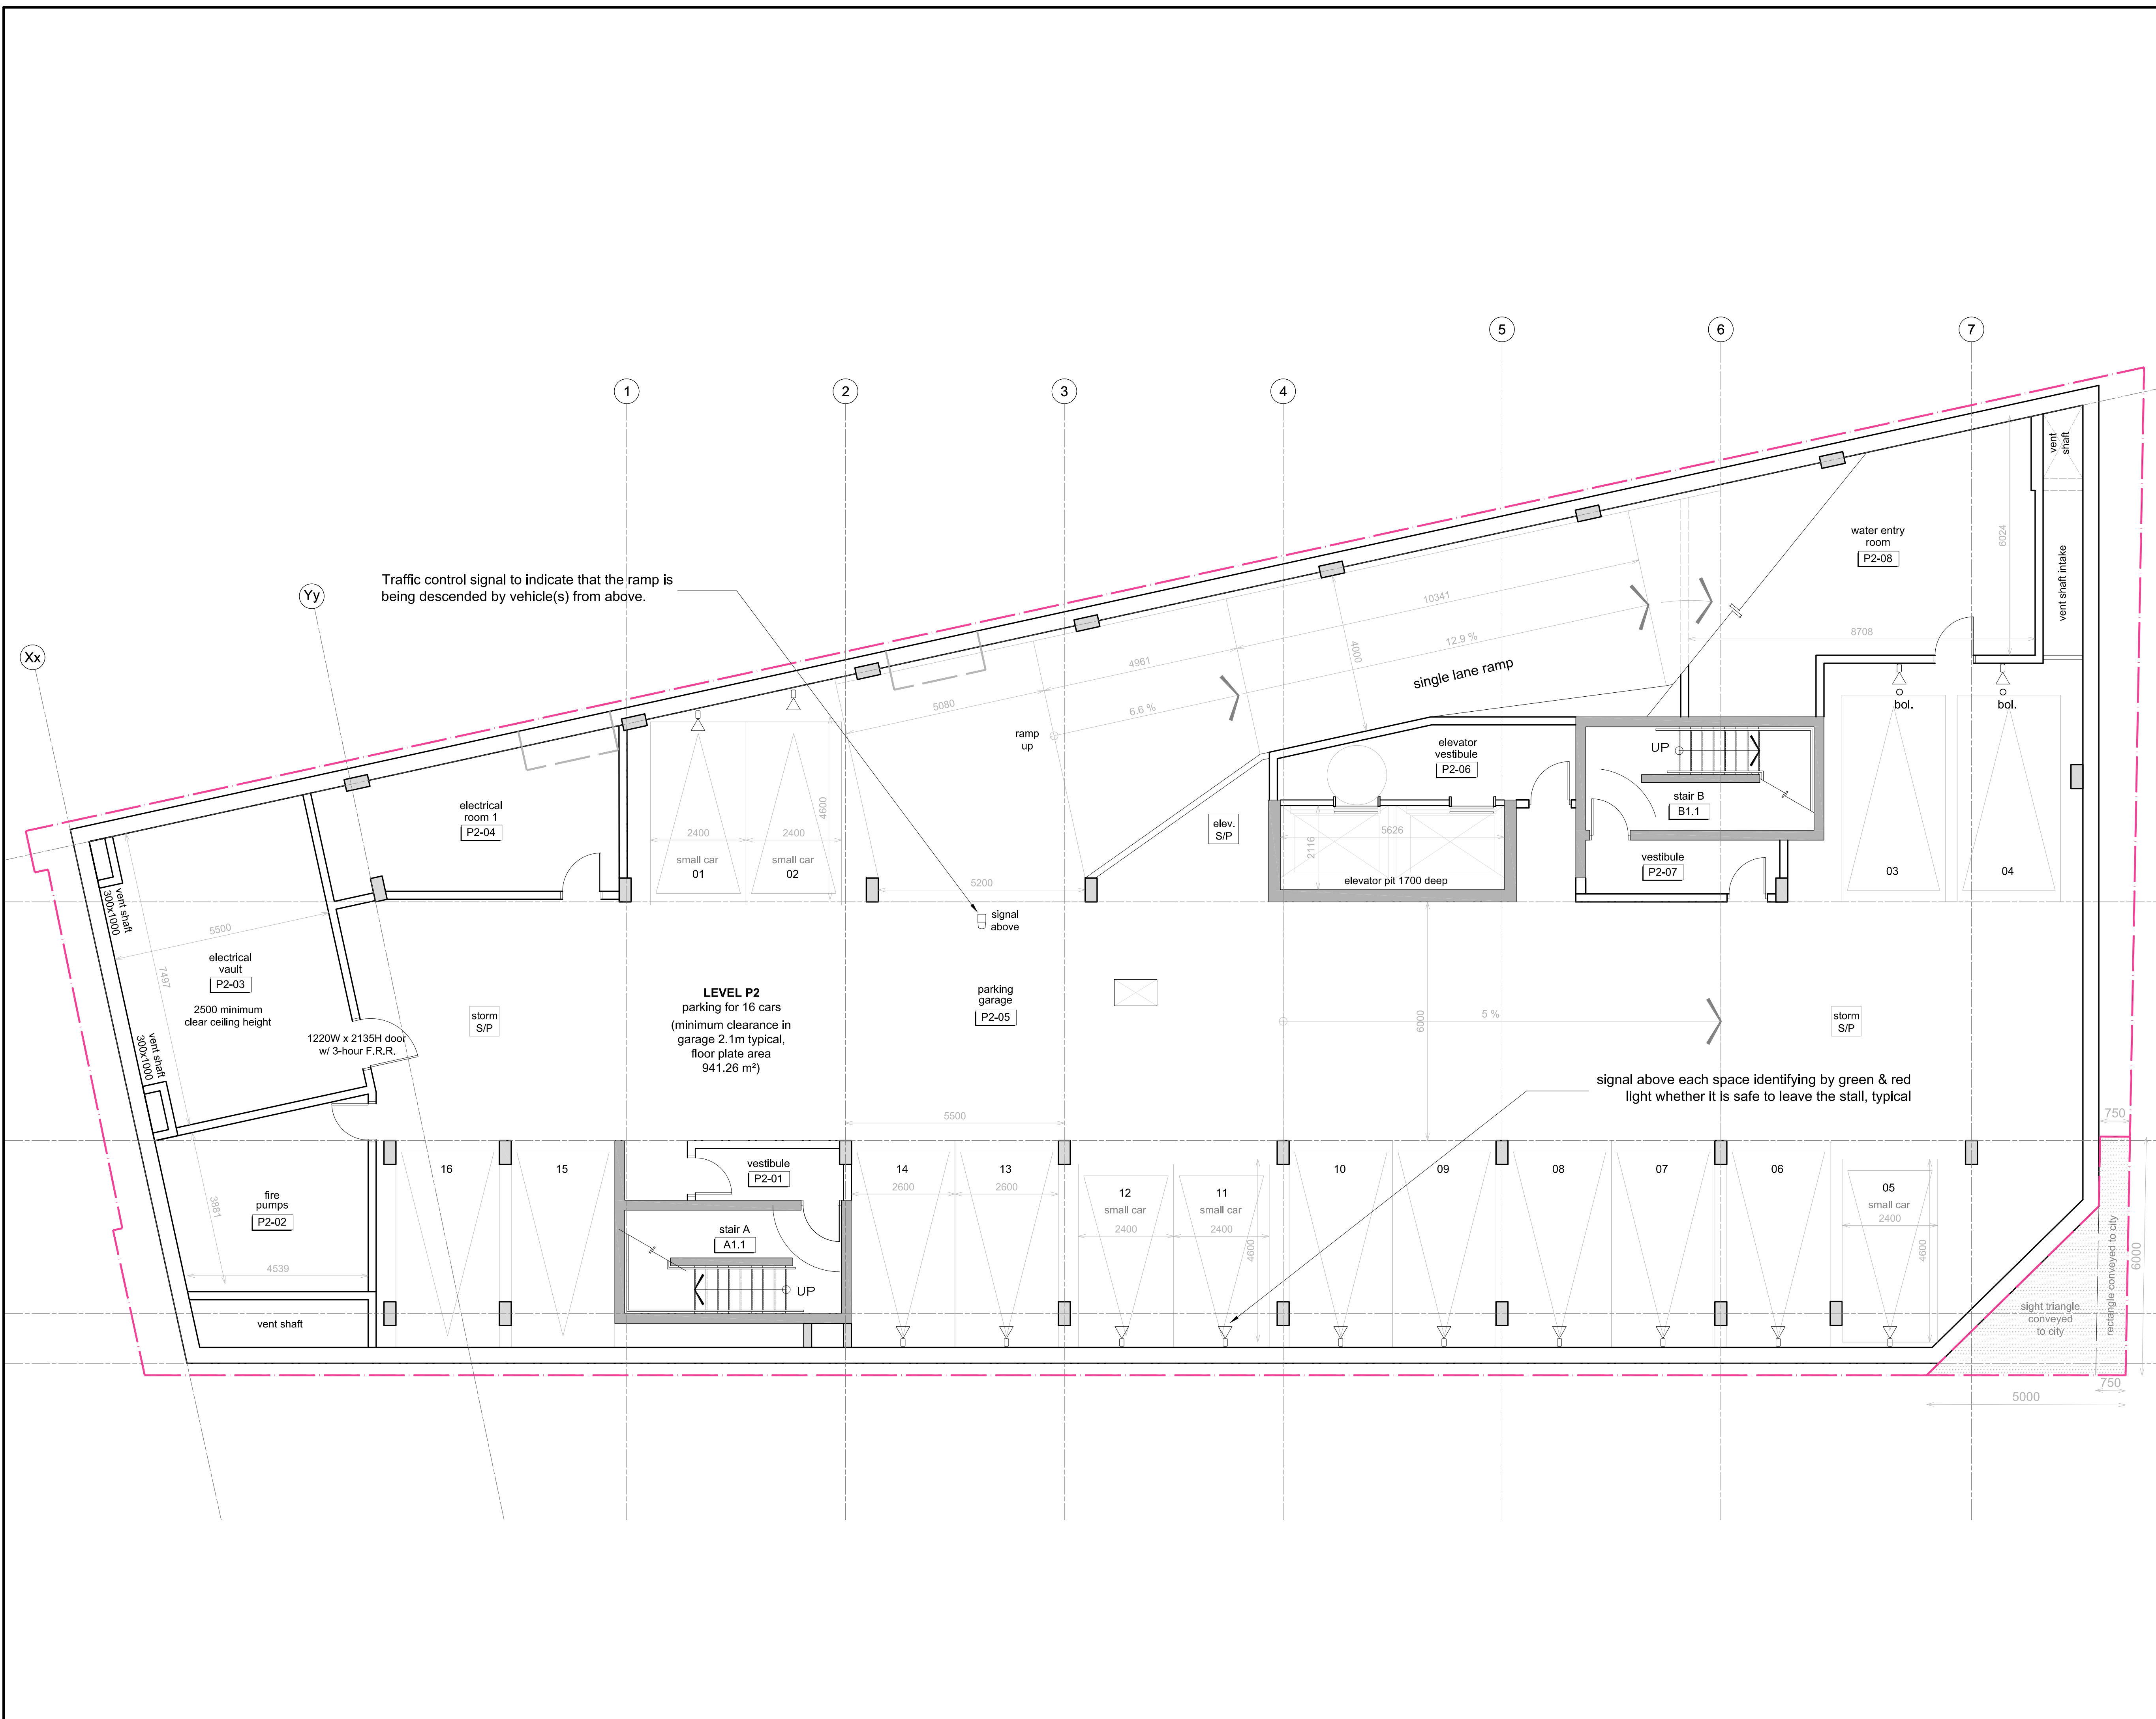 5
6
7
1
2
3
4
Yy
Xx
Traffic control signal to indicate that the ramp is
being descended by vehicle(s) from above.
vent
shaft
water entry
room
P2-08
6024
vent shaft intake
8708
10341
12.9 %
4961
4000
single lane ramp
5080
6.6 %
ramp
up
bol.
bol.
elevator
vestibule
P2-06
UP
stair B
B1.1
electrical
room 1
P2-04
4600
2400
2400
small car
01
small car
02
elev.
S/P
5626
2116
elevator pit 1700 deep
vestibule
P2-07
03
04
5200
signal
above
vent shaft
300x1000
5500
7497
electrical
vault
P2-03
2500 minimum
clear ceiling height
vent shaft
300x1000
1220W x 2135H door
w/ 3-hour F.R.R.
storm
S/P
LEVEL P2
parking for 16 cars
(minimum clearance in
garage 2.1m typical,
floor plate area
941.26 m²)
parking
garage
P2-05
6000
5 %
storm
S/P
signal above each space identifying by green & red
light whether it is safe to leave the stall, typical
5500
750
fire
pumps
P2-02
3881
4539
vent shaft
16
15
vestibule
P2-01
stair A
A1.1
UP
14
2600
13
2600
12
small car
2400
11
small car
2400
4600
10
09
08
07
06
05
small car
2400
4600
sight triangle
conveyed
to city
rectangle conveyed to city
6000
750
5000